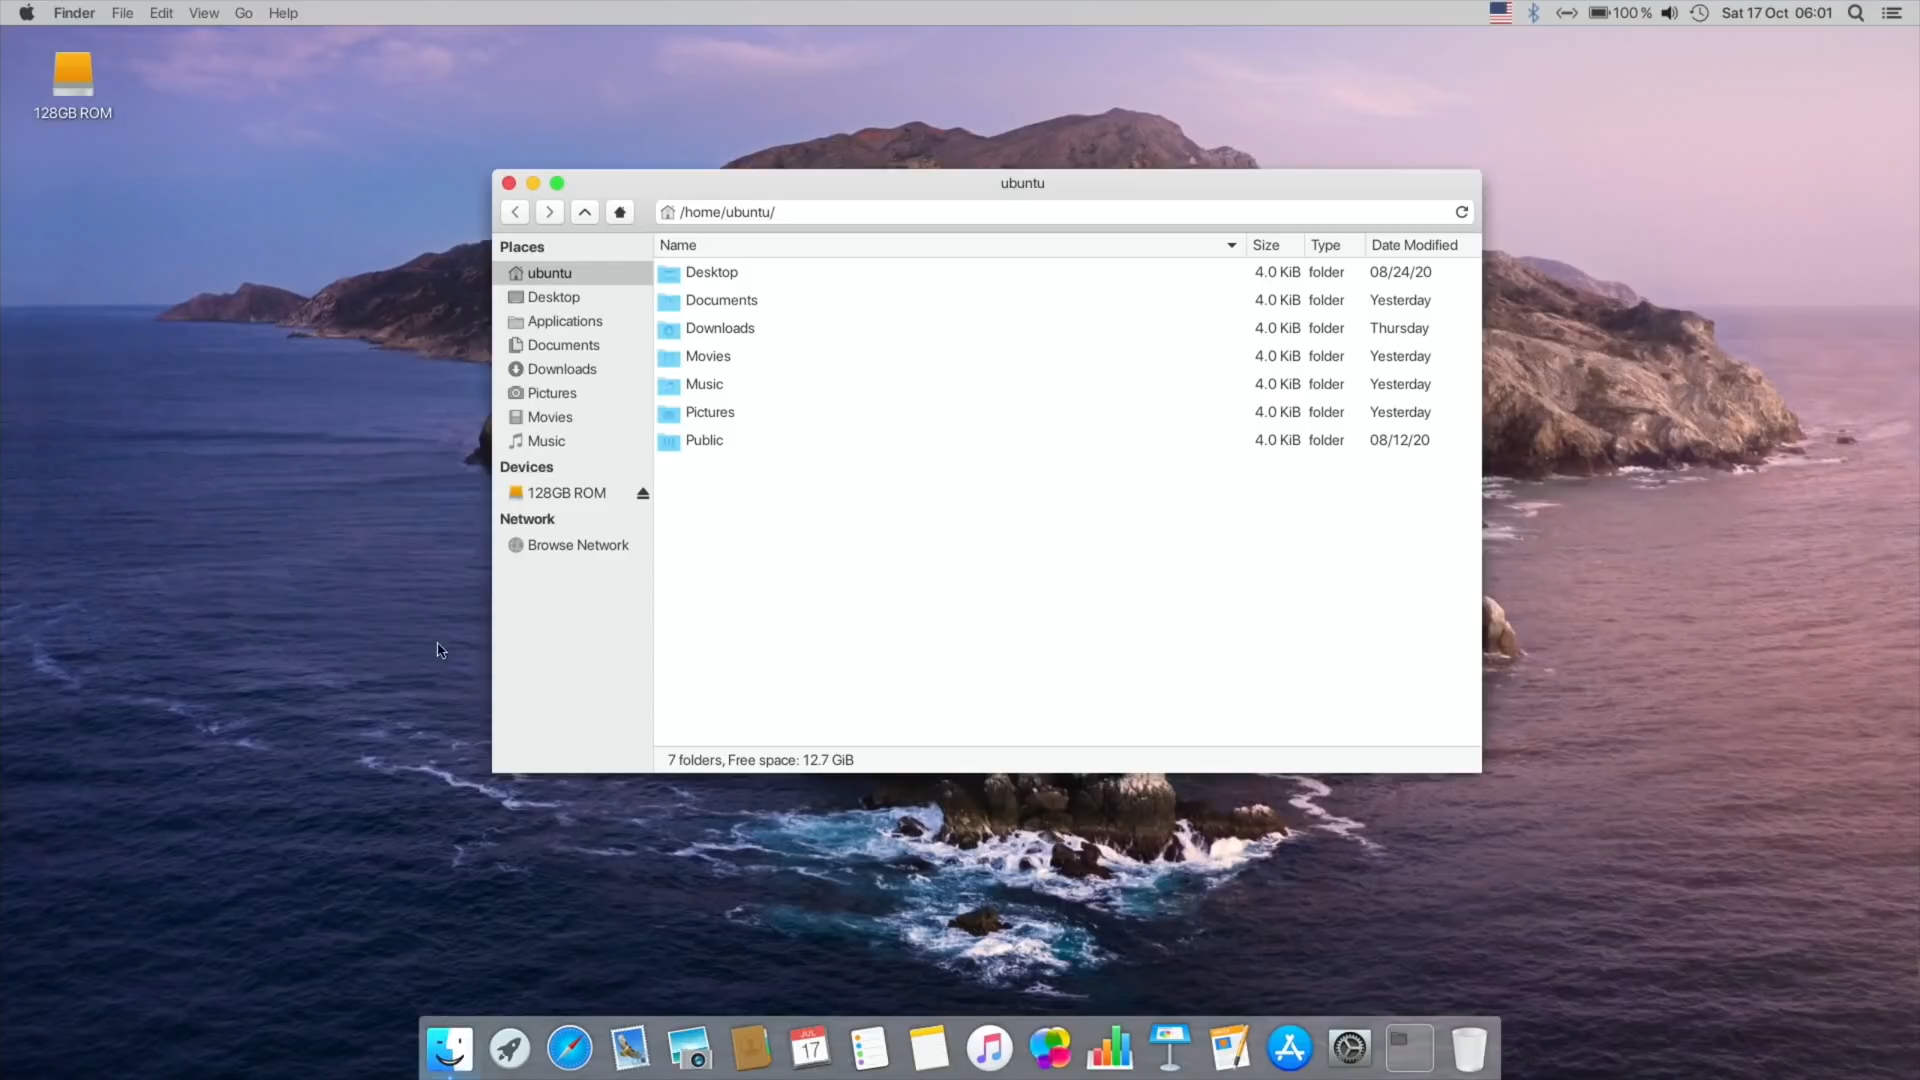 Finder File Edit View Go Help 100 % Sat 17 Oct 06:01
128GB ROM
ubuntu
/home/ubuntu/
Places
ubuntu
Desktop
Applications
Documents
Downloads
Pictures
Movies
Music
Devices
128GB ROM
Network
Browse Network
Name Size Type Date Modified
Desktop 4.0 KiB folder 08/24/20
Documents 4.0 KiB folder Yesterday
Downloads 4.0 KiB folder Thursday
Movies 4.0 KiB folder Yesterday
Music 4.0 KiB folder Yesterday
Pictures 4.0 KiB folder Yesterday
Public 4.0 KiB folder 08/12/20
7 folders, Free space: 12.7 GiB
JUL
17